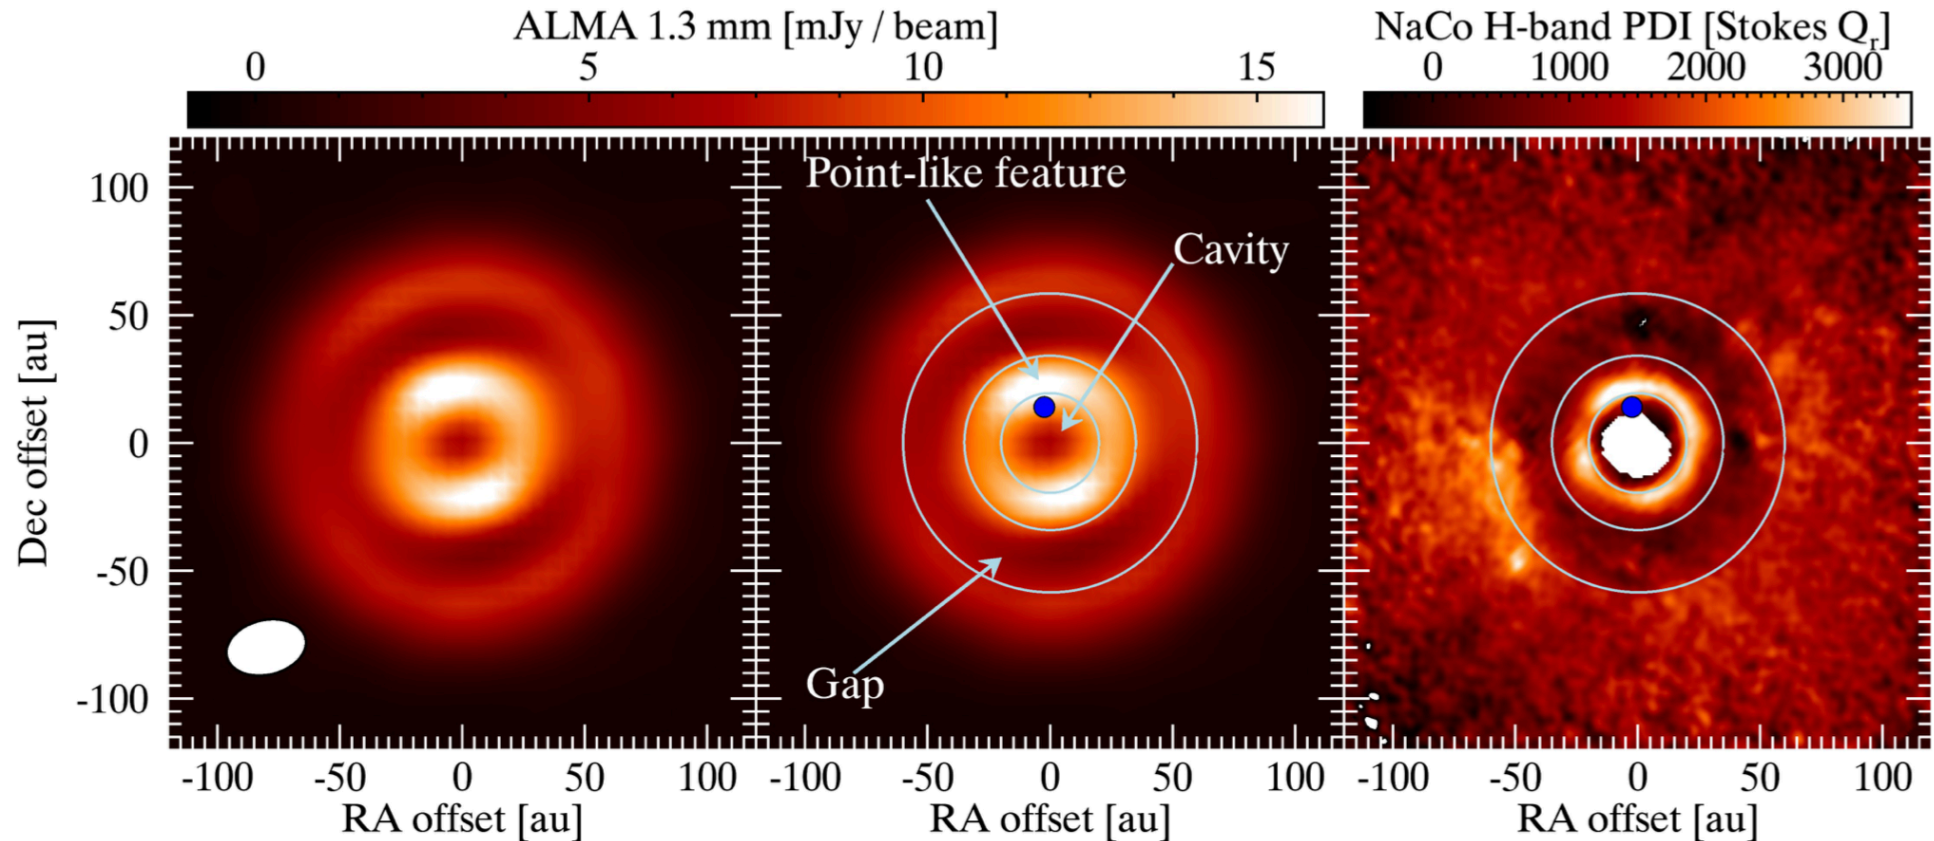 ALMA 1.3 mm [mJy / beam]
NaCo H-band PDI [Stokes Qr]
0 5 10 15
0 1000 2000 3000
Point-like feature
Cavity
Gap
Dec offset [au]
100
50
0
-50
-100
-100 -50 0 50 100
-100 -50 0 50 100
-100 -50 0 50 100
RA offset [au]
RA offset [au]
RA offset [au]